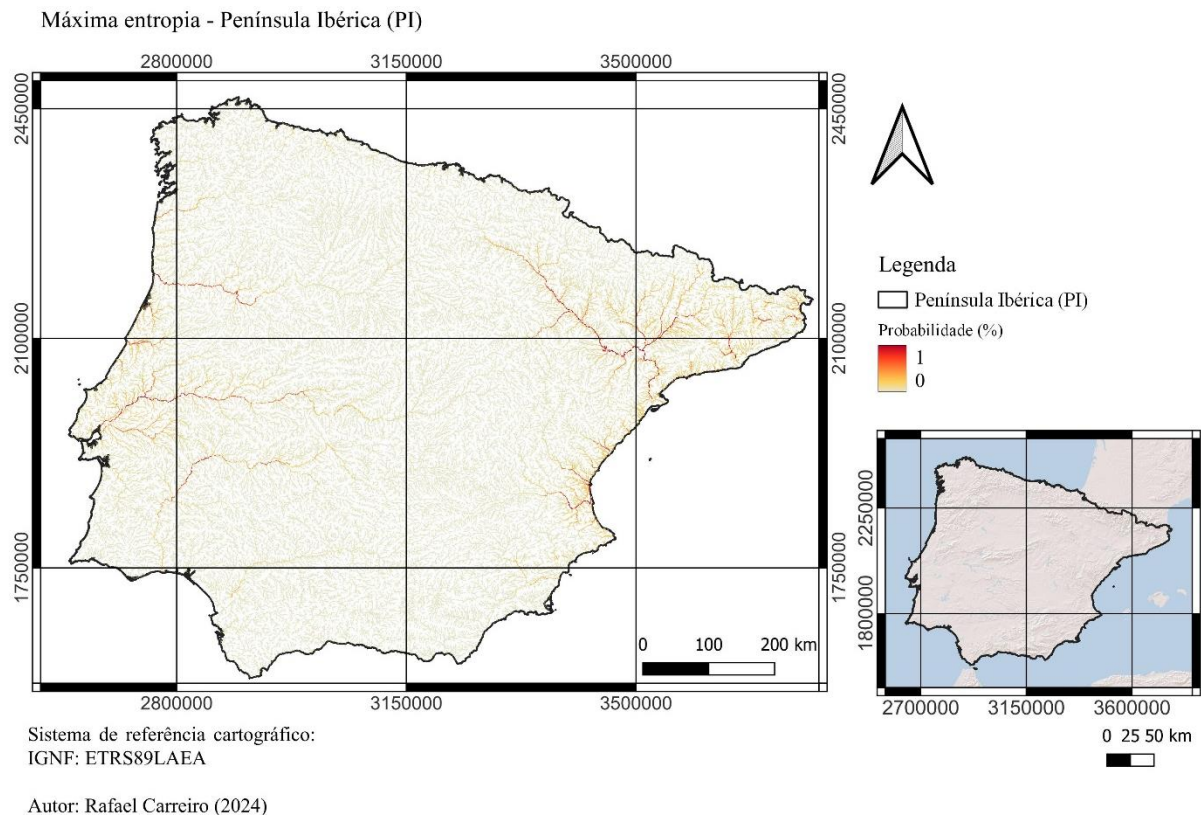 Máxima entropia - Península Ibérica (PI)
2800000 3150000 3500000
2450000 2450000
2100000 2100000
1750000 1750000
0 100 200 km
2800000 3150000 3500000
Legenda
Península Ibérica (PI)
Probabilidade (%)
1
0
2250000
1800000
2700000 3150000 3600000
0 25 50 km
Sistema de referência cartográfico:
IGNF: ETRS89LAEA
Autor: Rafael Carreiro (2024)